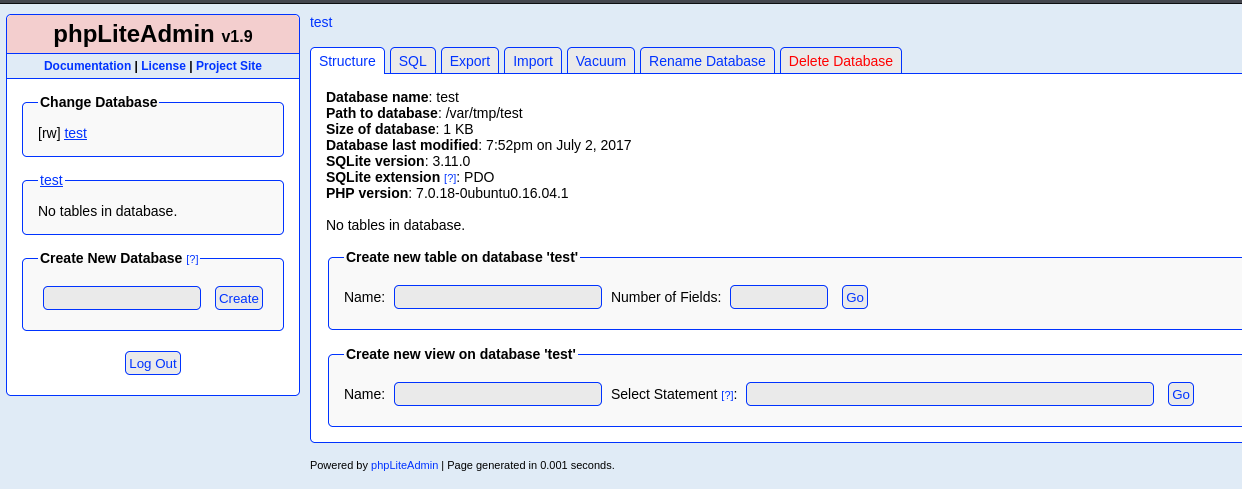 phpLiteAdmin v1.9
Documentation | License | Project Site
Change Database
[rw] test
test
No tables in database.
Create New Database [?]
Create
Log Out
test
Structure SQL Export Import Vacuum Rename Database Delete Database
Database name: test
Path to database: /var/tmp/test
Size of database: 1 KB
Database last modified: 7:52pm on July 2, 2017
SQLite version: 3.11.0
SQLite extension [?]: PDO
PHP version: 7.0.18-0ubuntu0.16.04.1
No tables in database.
Create new table on database 'test'
Name: Number of Fields: Go
Create new view on database 'test'
Name: Select Statement [?]: Go
Powered by phpLiteAdmin | Page generated in 0.001 seconds.